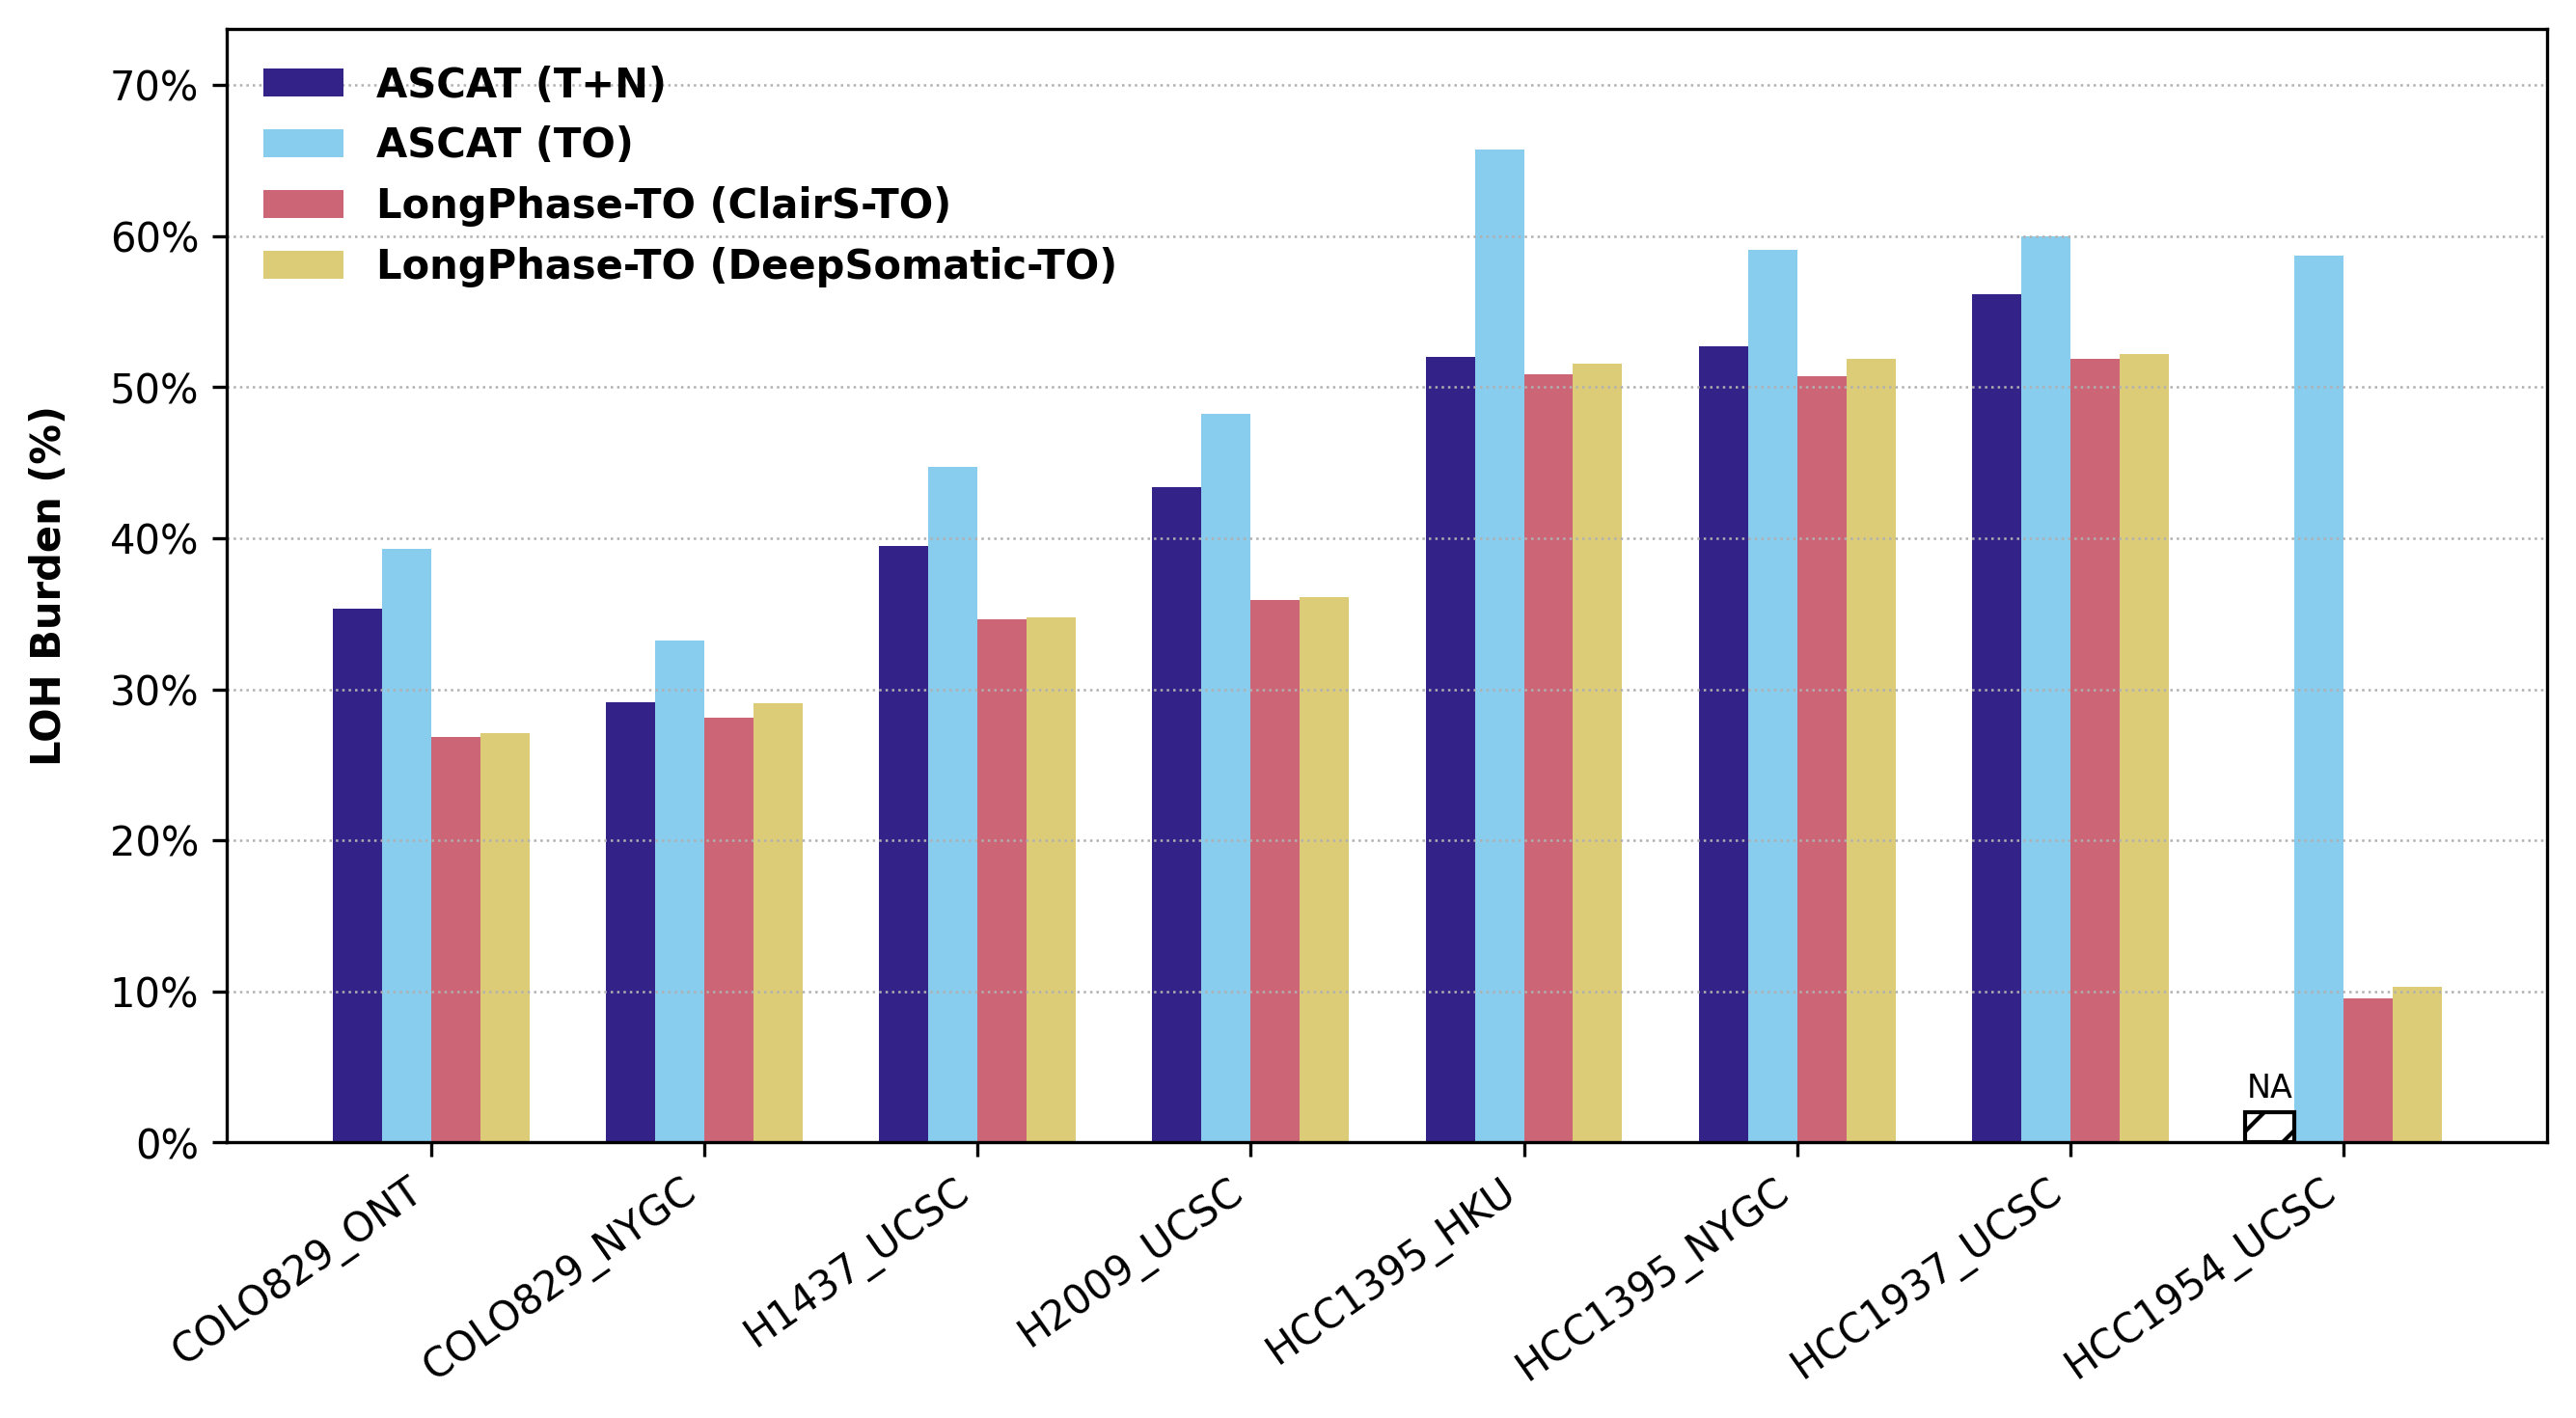 ASCAT (T+N)
ASCAT (TO)
LongPhase-TO (ClairS-TO)
LongPhase-TO (DeepSomatic-TO)
LOH Burden (%)
70%
60%
50%
40%
30%
20%
10%
0%
NA
COLO829_ONT
COLO829_NYGC
H1437_UCSC
H2009_UCSC
HCC1395_HKU
HCC1395_NYGC
HCC1937_UCSC
HCC1954_UCSC